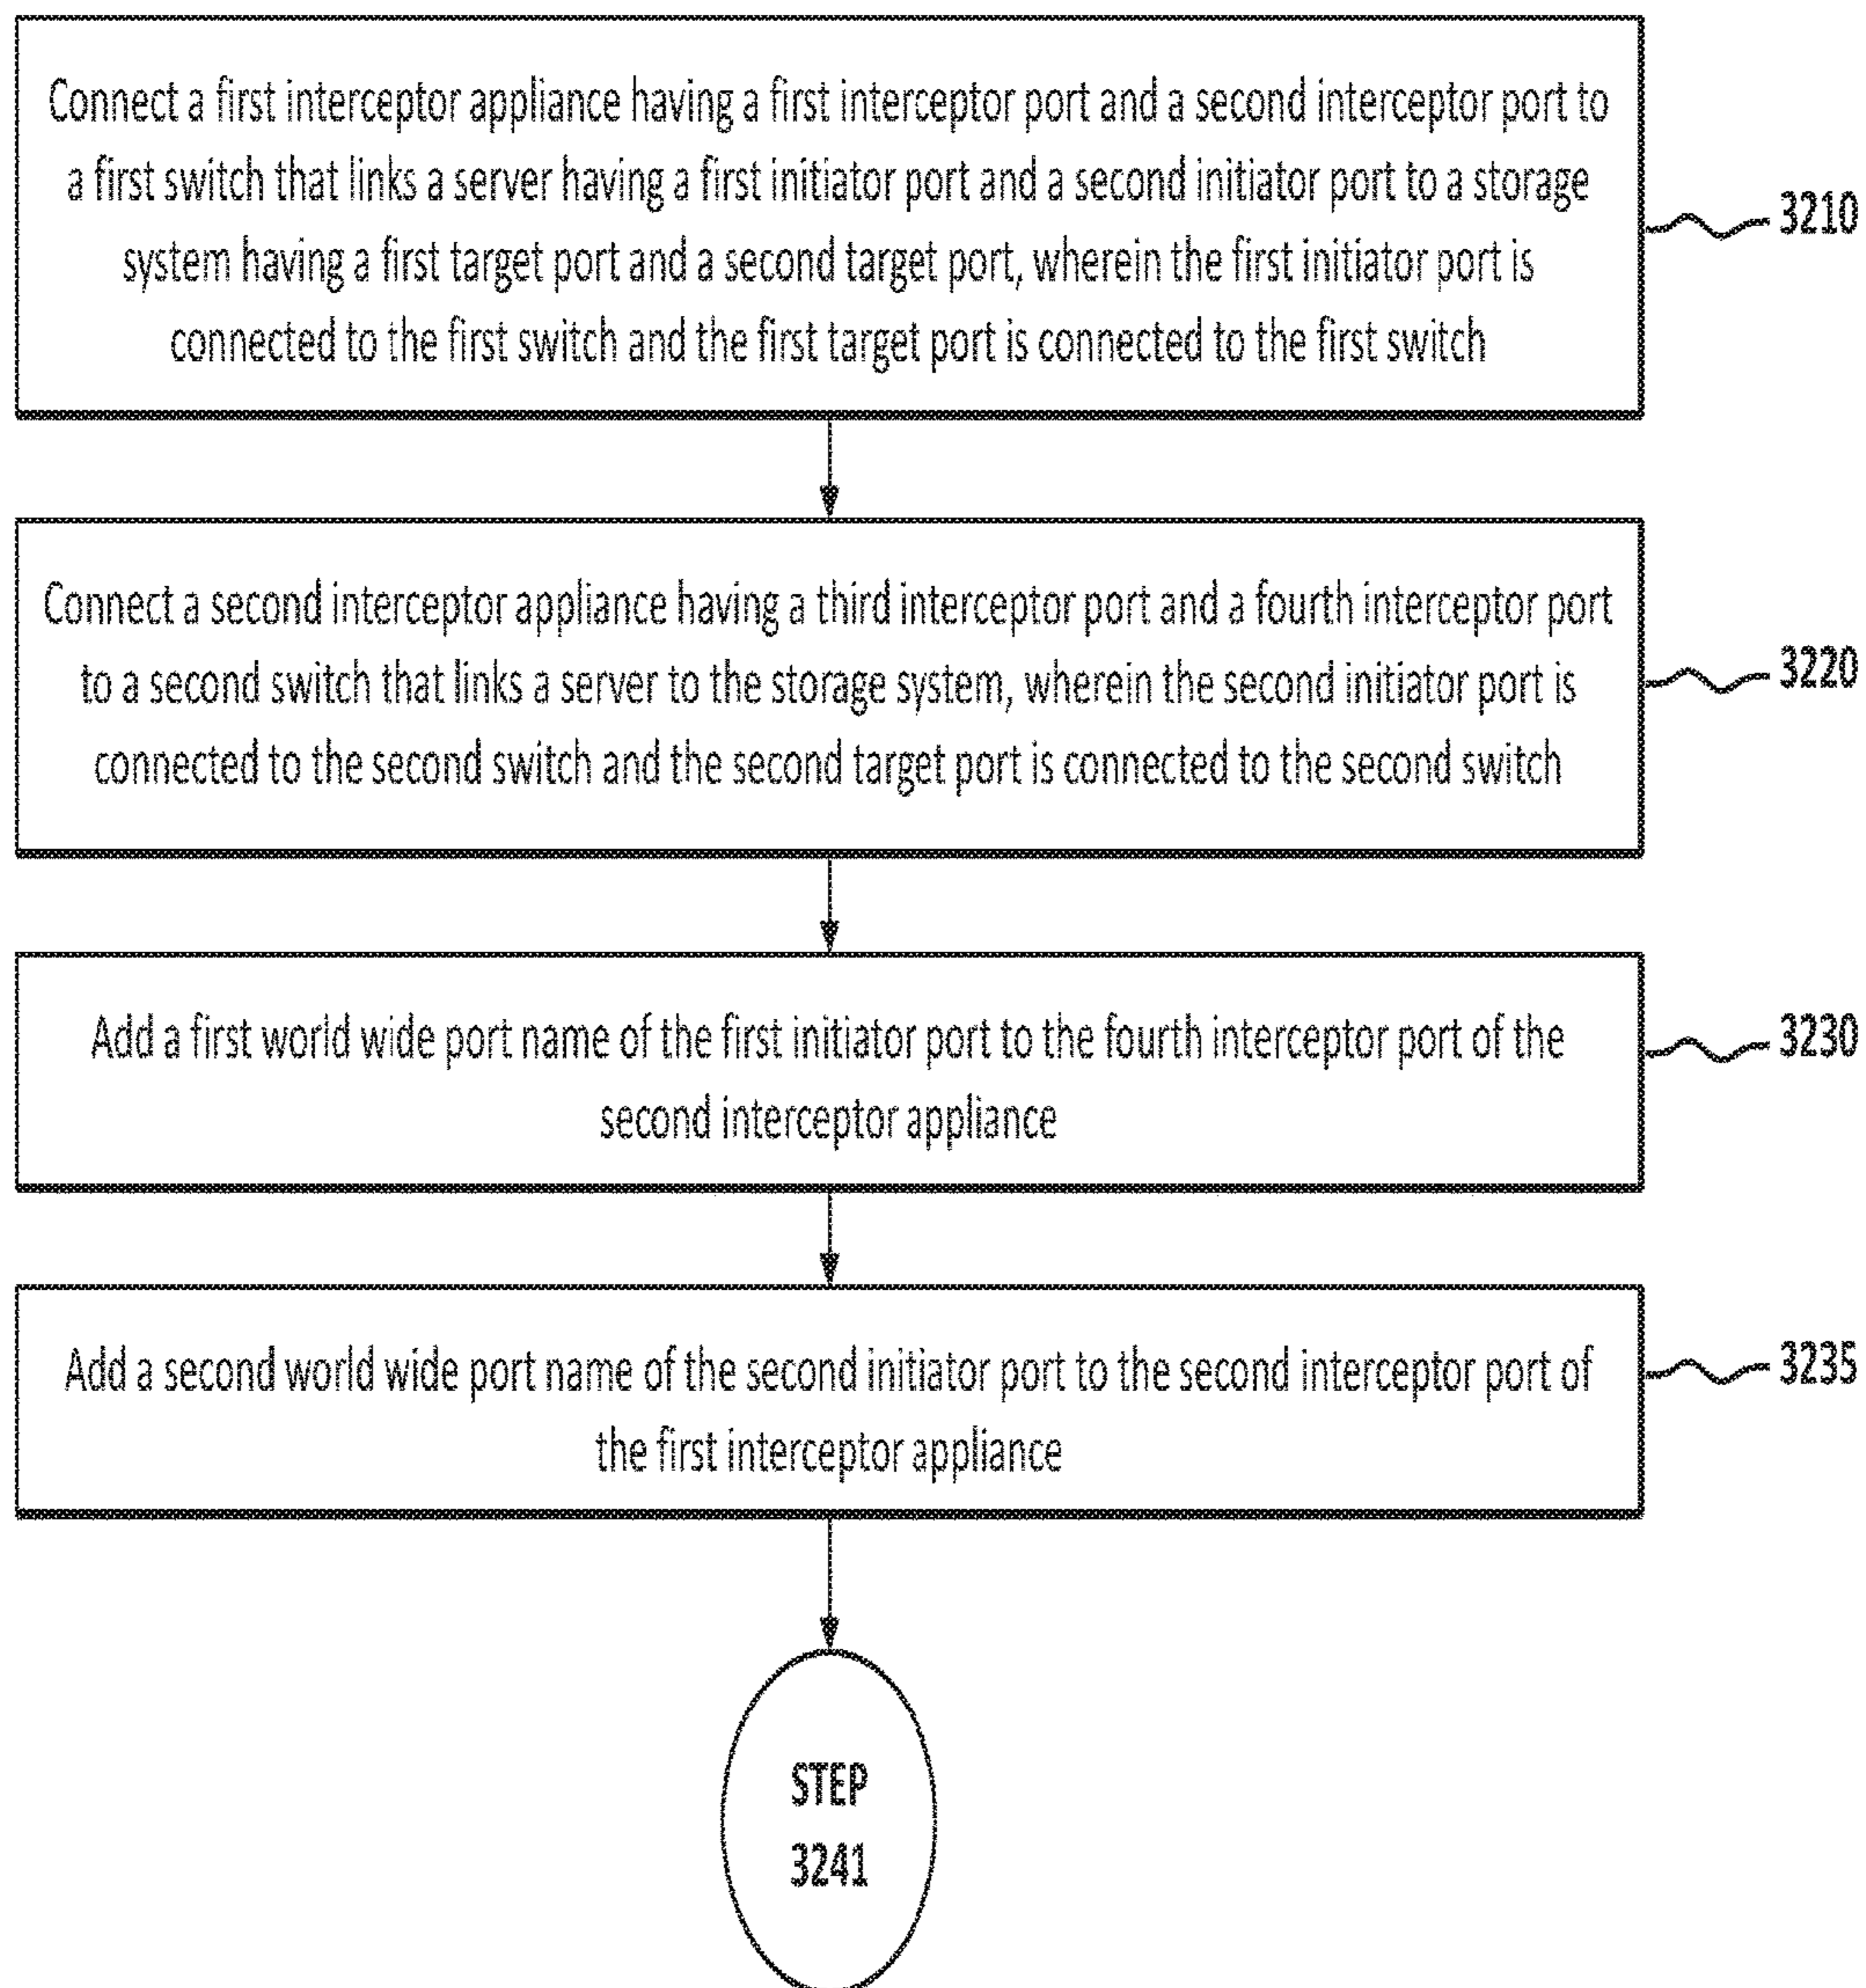 Connect a first interceptor appliance having a first interceptor port and a second interceptor port to
a first switch that links a server having a first initiator port and a second initiator port to a storage
system having a first target port and a second target port, wherein the first initiator port is
connected to the first switch and the first target port is connected to the first switch
3210
Connect a second interceptor appliance having a third interceptor port and a fourth interceptor port
to a second switch that links a server to the storage system, wherein the second initiator port is
connected to the second switch and the second target port is connected to the second switch
3220
Add a first world wide port name of the first initiator port to the fourth interceptor port of the
second interceptor appliance
3230
Add a second world wide port name of the second initiator port to the second interceptor port of
the first interceptor appliance
3235
STEP
3241